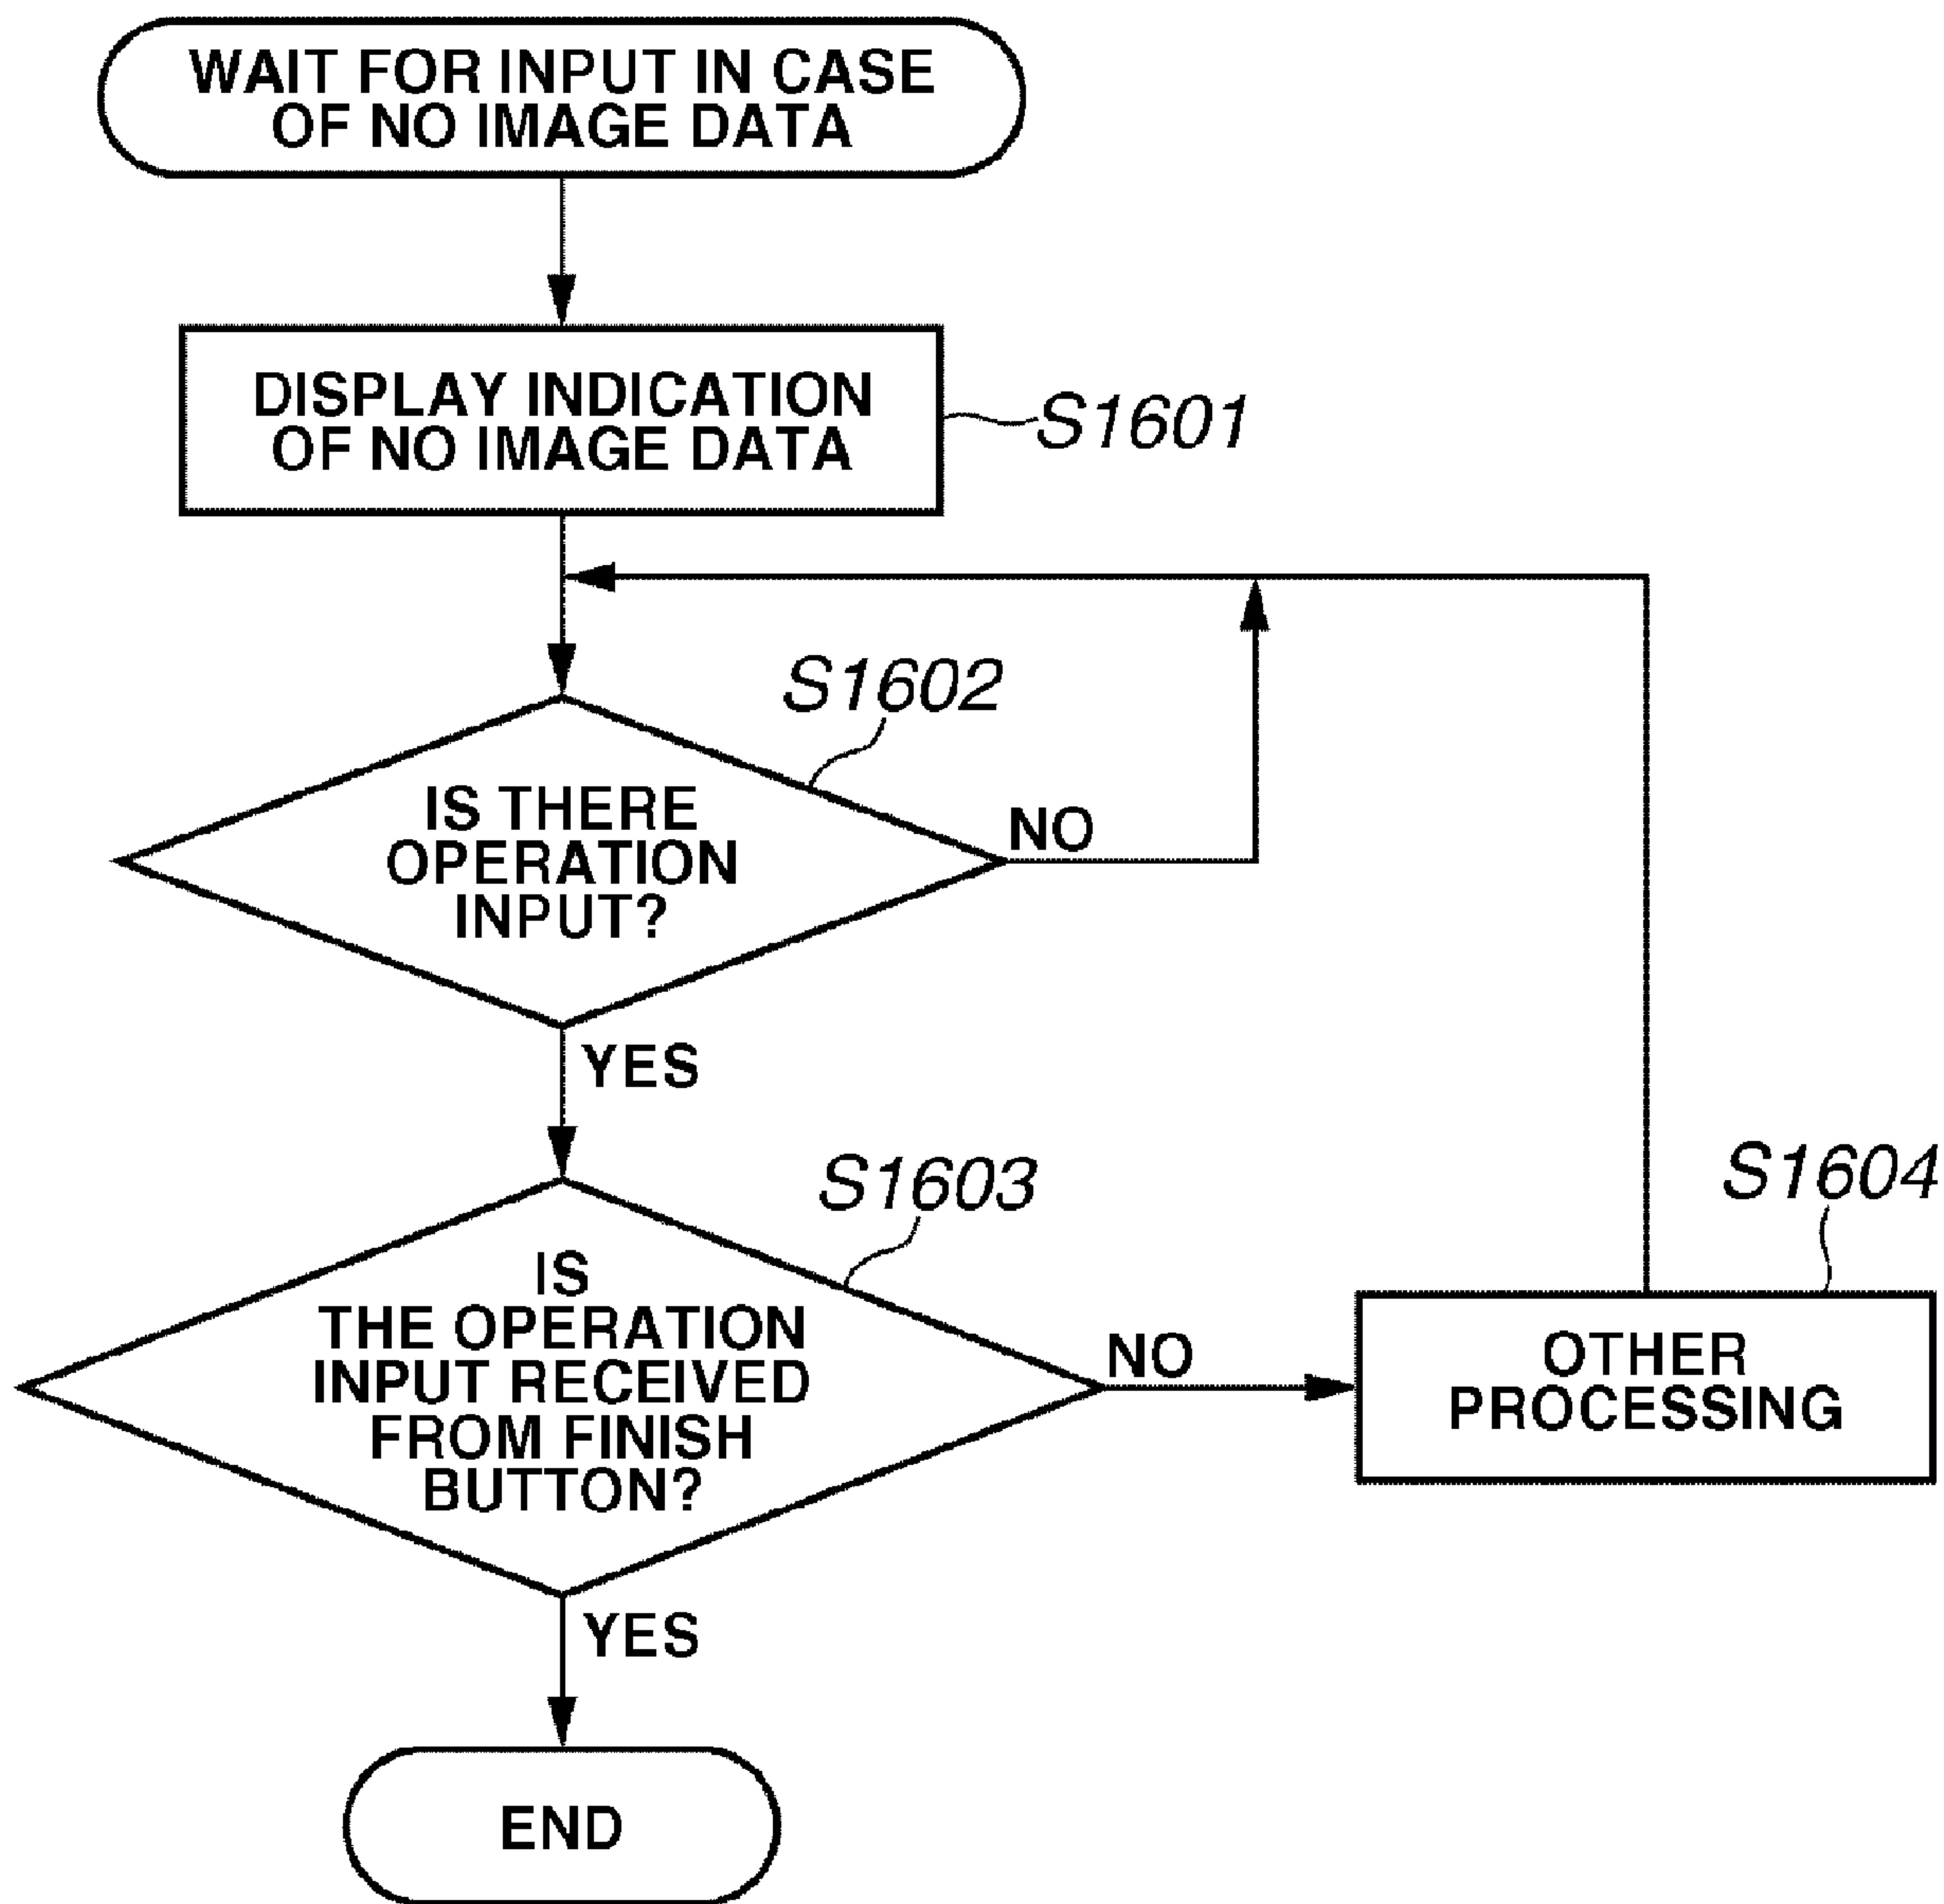 WAIT FOR INPUT IN CASE
OF NO IMAGE DATA
DISPLAY INDICATION
OF NO IMAGE DATA
S1601
S1602
IS THERE
OPERATION
INPUT?
NO
YES
S1603
S1604
IS
THE OPERATION
INPUT RECEIVED
FROM FINISH
BUTTON?
NO
OTHER
PROCESSING
YES
END